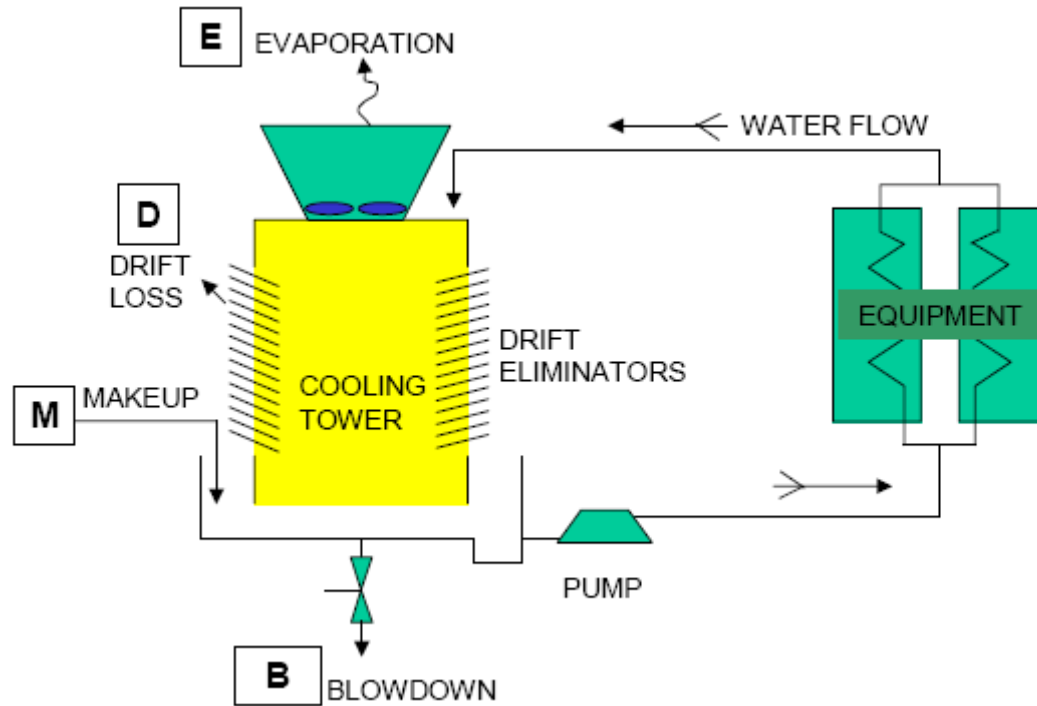 E
EVAPORATION
WATER FLOW
D
DRIFT
LOSS
DRIFT
ELIMINATORS
EQUIPMENT
COOLING
TOWER
M
MAKEUP
PUMP
B
BLOWDOWN